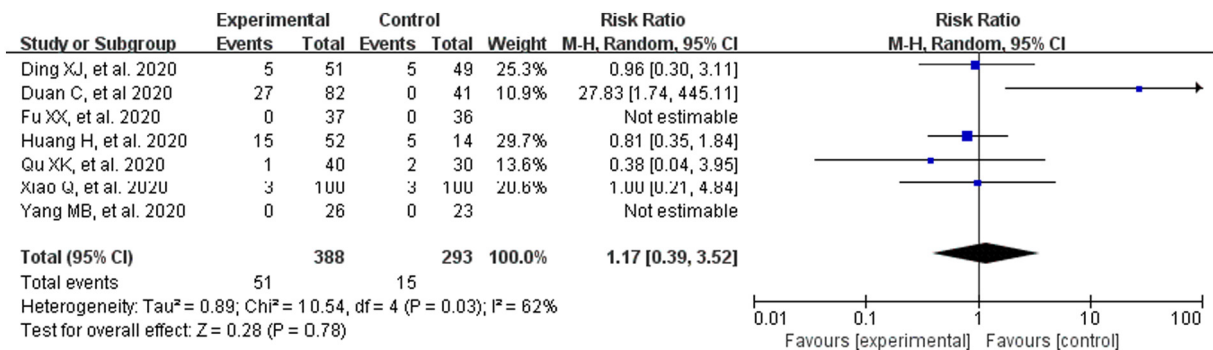 Experimental Control Risk Ratio Risk Ratio
Study or Subgroup Events Total Events Total Weight M-H, Random, 95% CI M-H, Random, 95% CI
Ding XJ, et al. 2020 5 51 5 49 25.3% 0.96 [0.30, 3.11]
Duan C, et al 2020 27 82 0 41 10.9% 27.83 [1.74, 445.11]
Fu XX, et al. 2020 0 37 0 36 Not estimable
Huang H, et al. 2020 15 52 5 14 29.7% 0.81 [0.35, 1.84]
Qu XK, et al. 2020 1 40 2 30 13.6% 0.38 [0.04, 3.95]
Xiao Q, et al. 2020 3 100 3 100 20.6% 1.00 [0.21, 4.84]
Yang MB, et al. 2020 0 26 0 23 Not estimable
Total (95% CI) 388 293 100.0% 1.17 [0.39, 3.52]
Total events 51 15
Heterogeneity: Tau² = 0.89; Chi² = 10.54, df = 4 (P = 0.03); I² = 62%
Test for overall effect: Z = 0.28 (P = 0.78)
0.01 0.1 1 10 100
Favours [experimental] Favours [control]